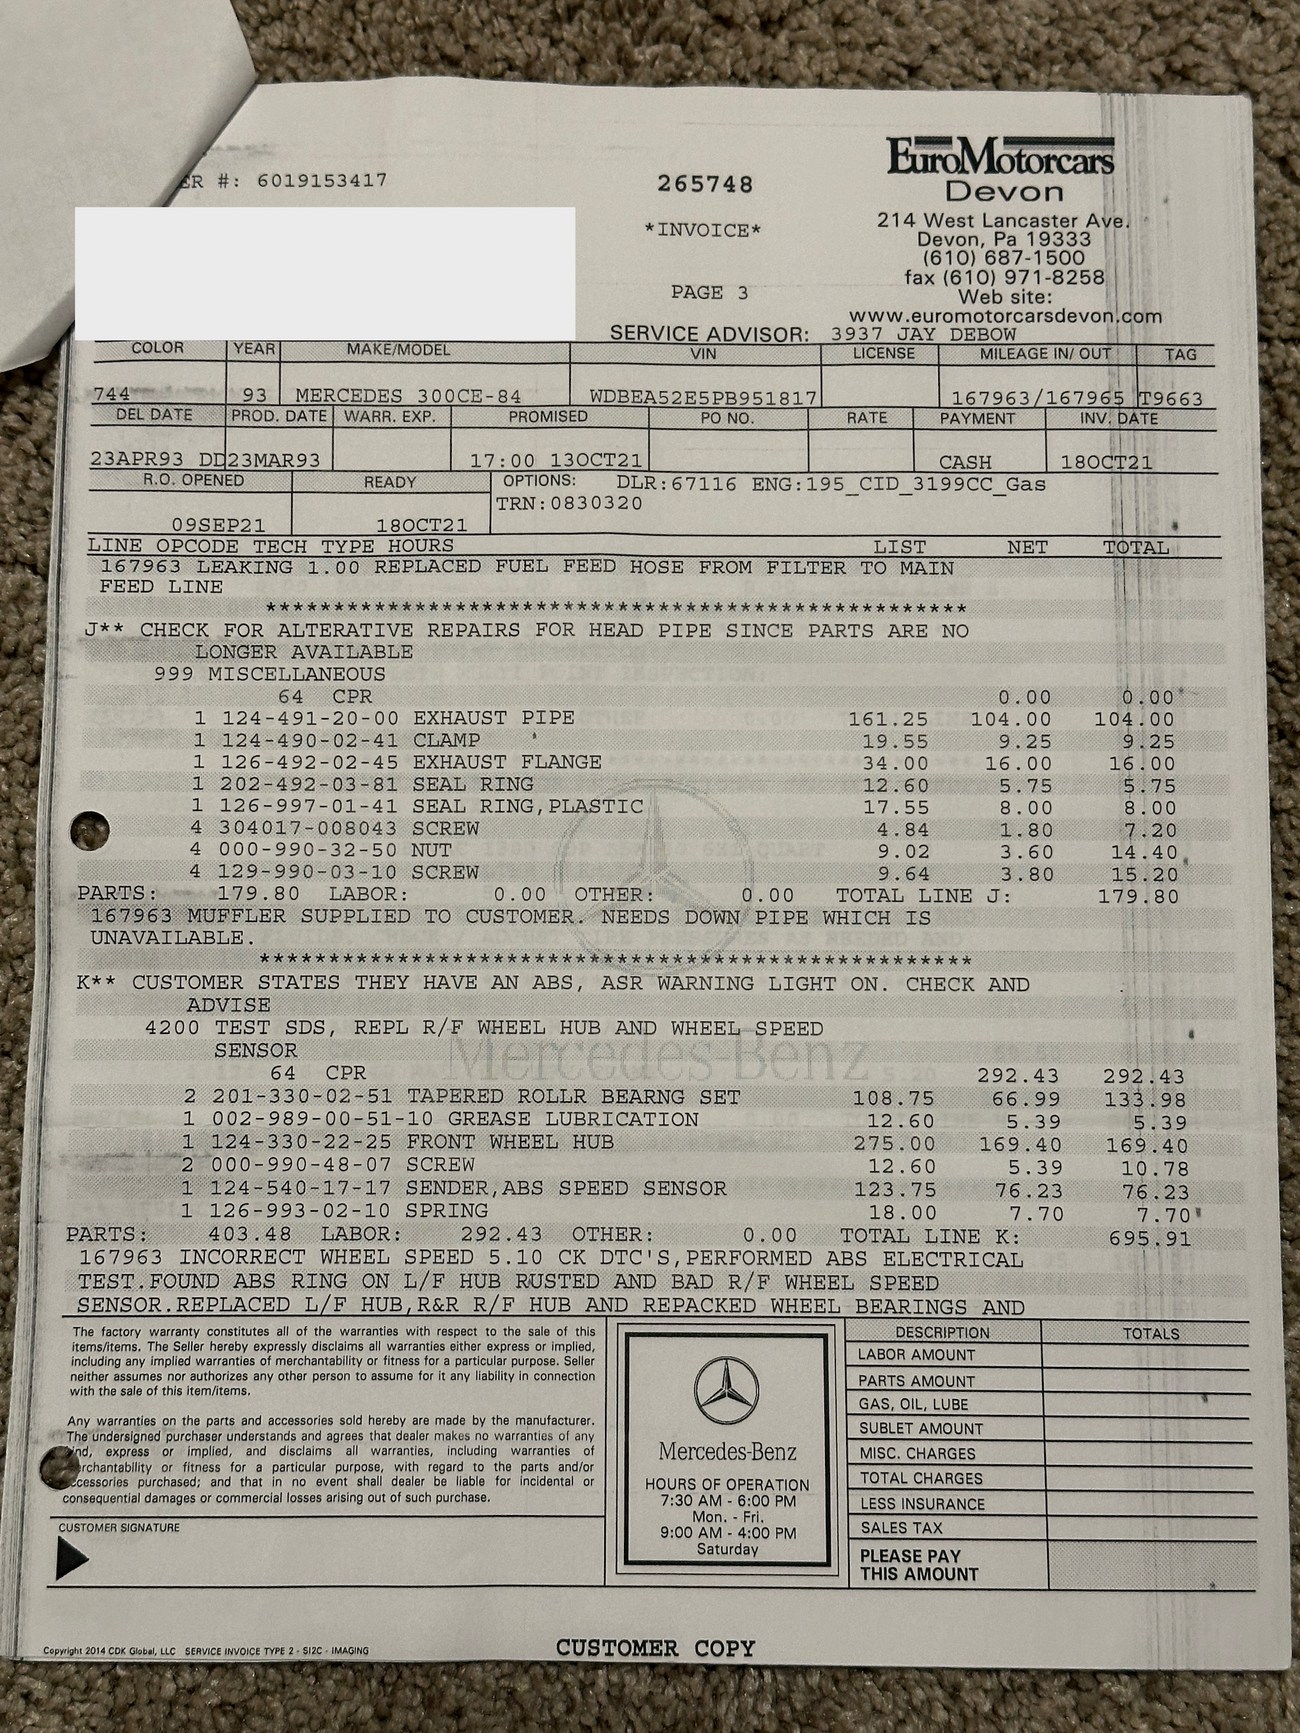 ER #: 6019153417
265748
EuroMotorcars
Devon
*INVOICE*
214 West Lancaster Ave.
Devon, Pa 19333
(610) 687-1500
fax (610) 971-8258
PAGE 3
Web site:
www.euromotorcarsdevon.com
SERVICE ADVISOR: 3937 JAY DEBOW
COLOR YEAR MAKE/MODEL VIN LICENSE MILEAGE IN/ OUT TAG
744 93 MERCEDES 300CE-84 WDBEA52E5PB951817 167963/167965 T9663
DEL DATE PROD. DATE WARR. EXP. PROMISED PO NO. RATE PAYMENT INV. DATE
23APR93 DD 23MAR93 17:00 13OCT21 CASH 18OCT21
R.O. OPENED READY OPTIONS: DLR:67116 ENG:195_CID_3199CC_Gas
TRN:0830320
09SEP21 18OCT21
LINE OPCODE TECH TYPE HOURS LIST NET TOTAL
167963 LEAKING 1.00 REPLACED FUEL FEED HOSE FROM FILTER TO MAIN
FEED LINE
****************************************************
J** CHECK FOR ALTERATIVE REPAIRS FOR HEAD PIPE SINCE PARTS ARE NO
LONGER AVAILABLE
999 MISCELLANEOUS
64 CPR 0.00 0.00
1 124-491-20-00 EXHAUST PIPE 161.25 104.00 104.00
1 124-490-02-41 CLAMP 19.55 9.25 9.25
1 126-492-02-45 EXHAUST FLANGE 34.00 16.00 16.00
1 202-492-03-81 SEAL RING 12.60 5.75 5.75
1 126-997-01-41 SEAL RING,PLASTIC 17.55 8.00 8.00
4 304017-008043 SCREW 4.84 1.80 7.20
4 000-990-32-50 NUT 9.02 3.60 14.40
4 129-990-03-10 SCREW 9.64 3.80 15.20
PARTS: 179.80 LABOR: 0.00 OTHER: 0.00 TOTAL LINE J: 179.80
167963 MUFFLER SUPPLIED TO CUSTOMER. NEEDS DOWN PIPE WHICH IS
UNAVAILABLE.
****************************************************
K** CUSTOMER STATES THEY HAVE AN ABS, ASR WARNING LIGHT ON. CHECK AND
ADVISE
4200 TEST SDS, REPL R/F WHEEL HUB AND WHEEL SPEED
SENSOR
Mercedes-Benz
64 CPR 292.43 292.43
2 201-330-02-51 TAPERED ROLLR BEARNG SET 108.75 66.99 133.98
1 002-989-00-51-10 GREASE LUBRICATION 12.60 5.39 5.39
1 124-330-22-25 FRONT WHEEL HUB 275.00 169.40 169.40
2 000-990-48-07 SCREW 12.60 5.39 10.78
1 124-540-17-17 SENDER,ABS SPEED SENSOR 123.75 76.23 76.23
1 126-993-02-10 SPRING 18.00 7.70 7.70
PARTS: 403.48 LABOR: 292.43 OTHER: 0.00 TOTAL LINE K: 695.91
167963 INCORRECT WHEEL SPEED 5.10 CK DTC'S,PERFORMED ABS ELECTRICAL
TEST.FOUND ABS RING ON L/F HUB RUSTED AND BAD R/F WHEEL SPEED
SENSOR.REPLACED L/F HUB,R&R R/F HUB AND REPACKED WHEEL BEARINGS AND
The factory warranty constitutes all of the warranties with respect to the sale of this
items/items. The Seller hereby expressly disclaims all warranties either express or implied,
including any implied warranties of merchantability or fitness for a particular purpose. Seller
neither assumes nor authorizes any other person to assume for it any liability in connection
with the sale of this item/items.
Any warranties on the parts and accessories sold hereby are made by the manufacturer.
The undersigned purchaser understands and agrees that dealer makes no warranties of any
kind, express or implied, and disclaims all warranties, including warranties of
merchantability or fitness for a particular purpose, with regard to the parts and/or
accessories purchased; and that in no event shall dealer be liable for incidental or
consequential damages or commercial losses arising out of such purchase.
CUSTOMER SIGNATURE
Mercedes-Benz
HOURS OF OPERATION
7:30 AM - 6:00 PM
Mon. - Fri.
9:00 AM - 4:00 PM
Saturday
DESCRIPTION TOTALS
LABOR AMOUNT
PARTS AMOUNT
GAS, OIL, LUBE
SUBLET AMOUNT
MISC. CHARGES
TOTAL CHARGES
LESS INSURANCE
SALES TAX
PLEASE PAY
THIS AMOUNT
Copyright 2014 CDK Global, LLC SERVICE INVOICE TYPE 2 - SI2C - IMAGING
CUSTOMER COPY